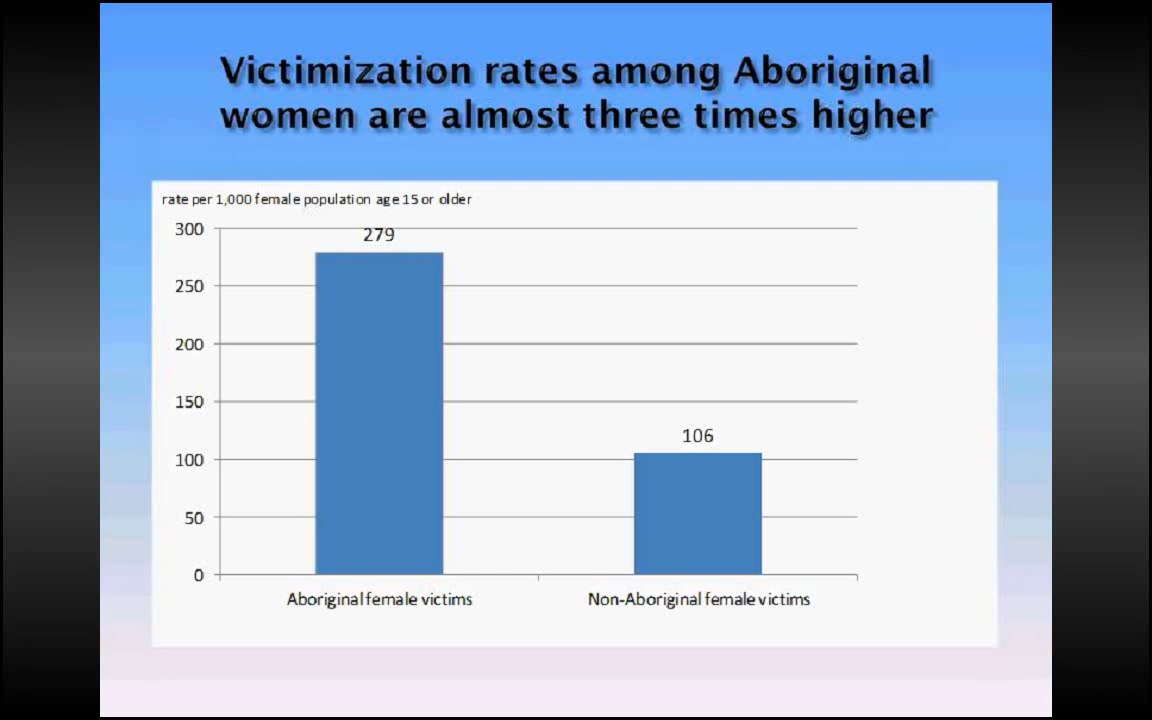 Victimization rates among Aboriginal
women are almost three times higher
rate per 1,000 female population age 15 or older
300
279
250
200
150
106
100
50
0
Aboriginal female victims
Non-Aboriginal female victims